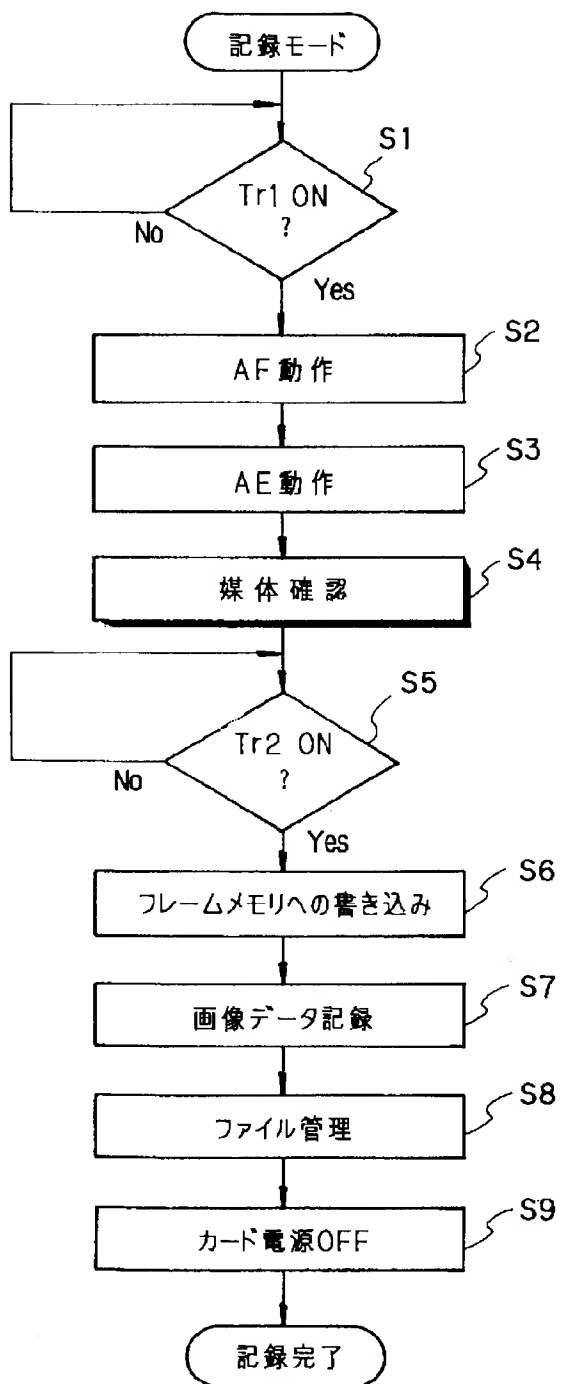 記録モード
S1
Tr1 ON
?
No
Yes
S2
AF動作
S3
AE動作
S4
媒体確認
S5
Tr2 ON
?
No
Yes
S6
フレームメモリへの書き込み
S7
画像データ記録
S8
ファイル管理
S9
カード電源OFF
記録完了